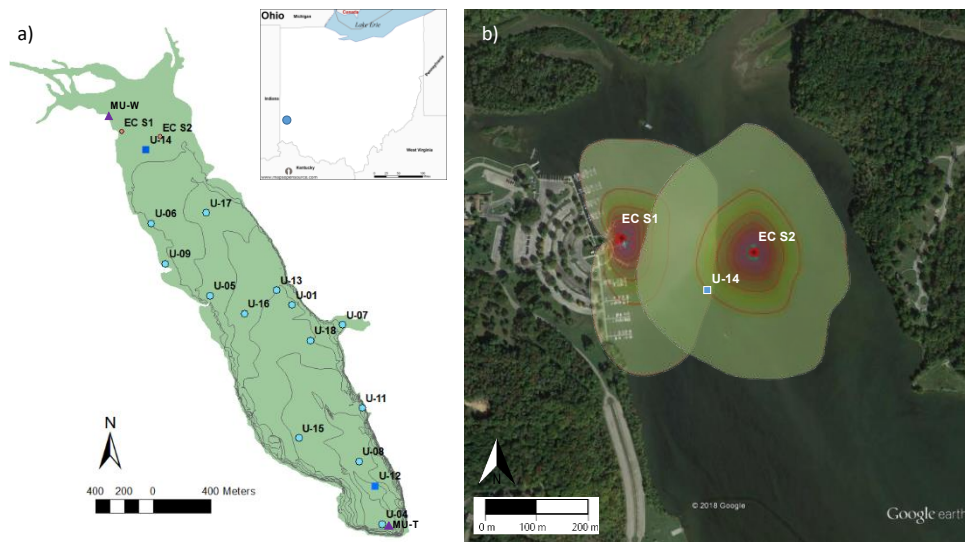 a)
Ohio
Michigan
Canada
Lake Erie
Indiana
Pennsylvania
West Virginia
Kentucky
MU-W
EC S1
EC S2
U-14
U-17
U-06
U-09
U-05
U-13
U-01
U-16
U-07
U-18
U-11
U-15
U-08
U-12
U-04
MU-T
N
400 200 0 400 Meters
b)
EC S1
EC S2
U-14
N
0 m 100 m 200 m
© 2018 Google
Google earth